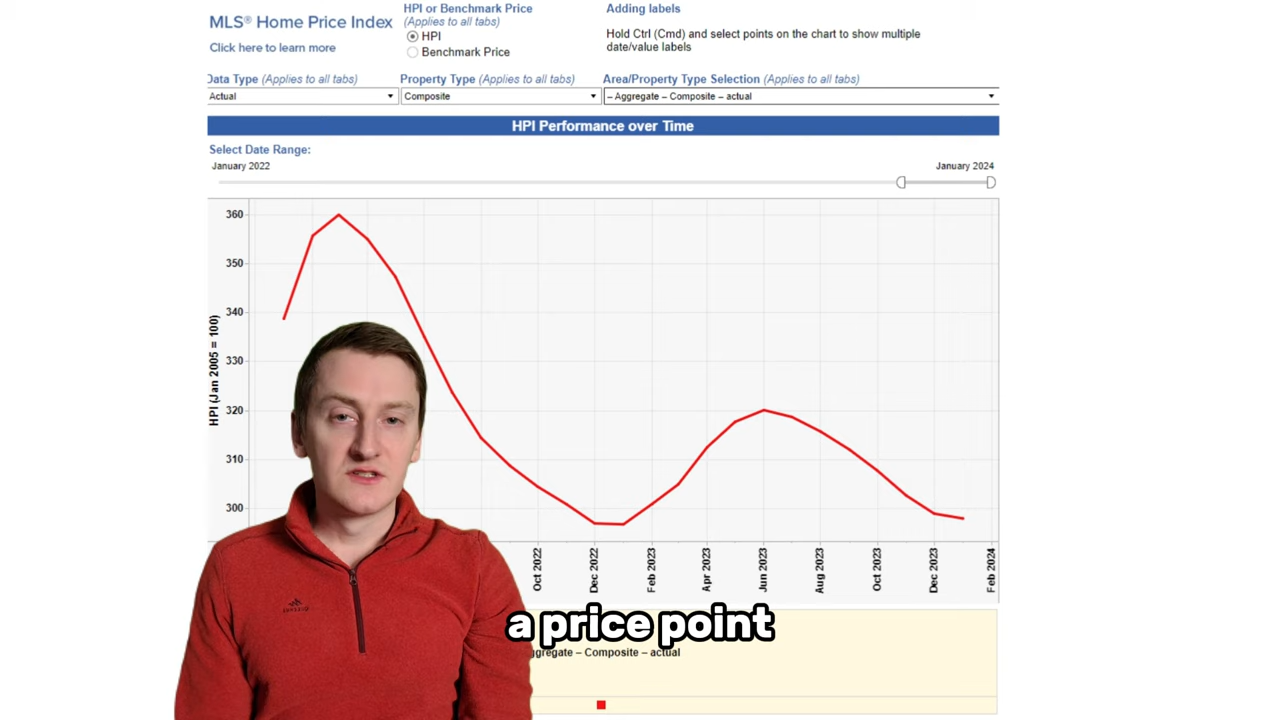 MLS® Home Price Index
Click here to learn more
HPI or Benchmark Price
(Applies to all tabs)
HPI
Benchmark Price
Adding labels
Hold Ctrl (Cmd) and select points on the chart to show multiple
date/value labels
Data Type (Applies to all tabs)
Property Type (Applies to all tabs)
Area/Property Type Selection (Applies to all tabs)
Actual
Composite
– Aggregate – Composite – actual
HPI Performance over Time
Select Date Range:
January 2022
January 2024
HPI (Jan 2005 = 100)
360
350
340
330
320
310
300
Oct 2022
Dec 2022
Feb 2023
Apr 2023
Jun 2023
Aug 2023
Oct 2023
Dec 2023
Feb 2024
a price point
ggregate – Composite – actual